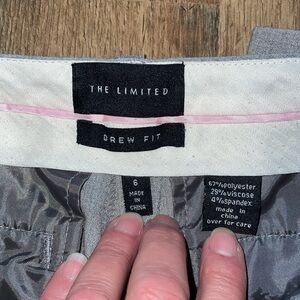 THE LIMITED
DREW FIT
6
MADE
IN
CHINA
67%polyester
29%viscose
4%spandex
made in
china
over for care